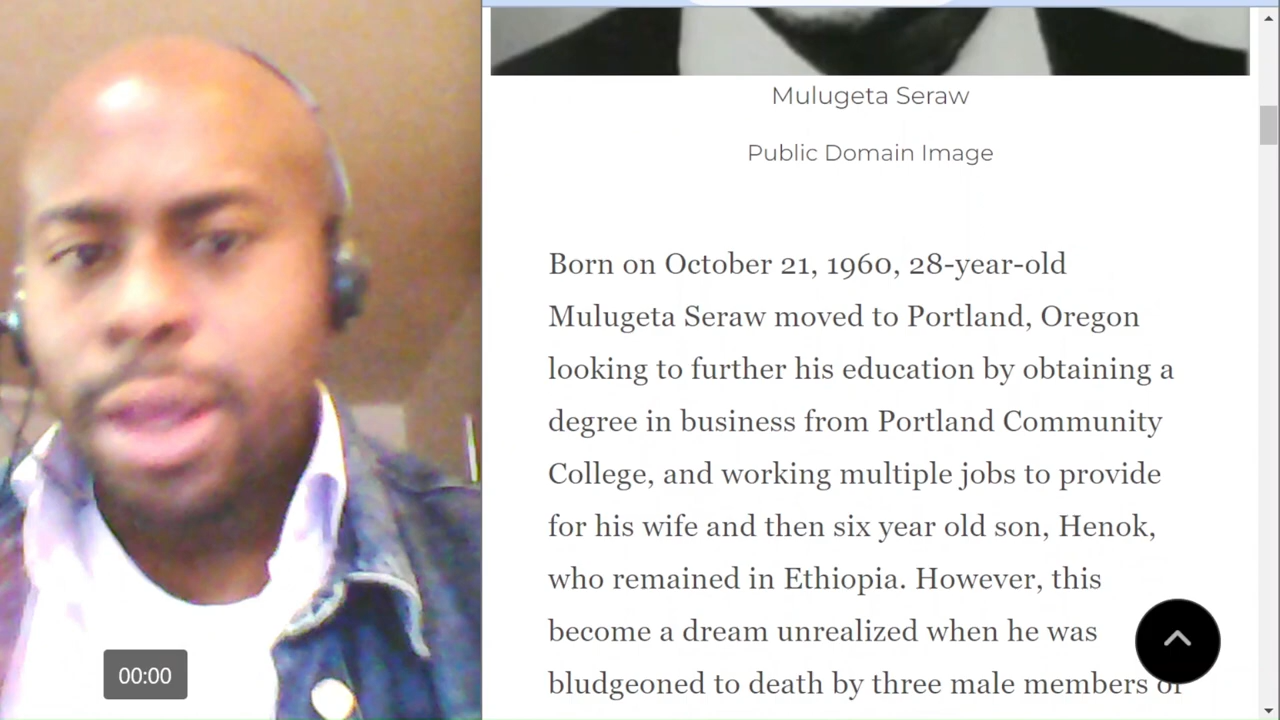 Mulugeta Seraw
Public Domain Image
Born on October 21, 1960, 28-year-old
Mulugeta Seraw moved to Portland, Oregon
looking to further his education by obtaining a
degree in business from Portland Community
College, and working multiple jobs to provide
for his wife and then six year old son, Henok,
who remained in Ethiopia. However, this
become a dream unrealized when he was
bludgeoned to death by three male members of
00:00